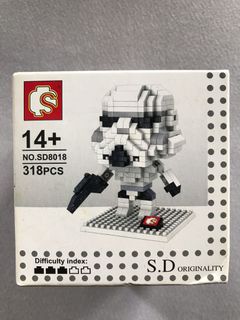 14+
NO.SD8018
318PCS
Difficulty index:
S.D ORIGINALITY